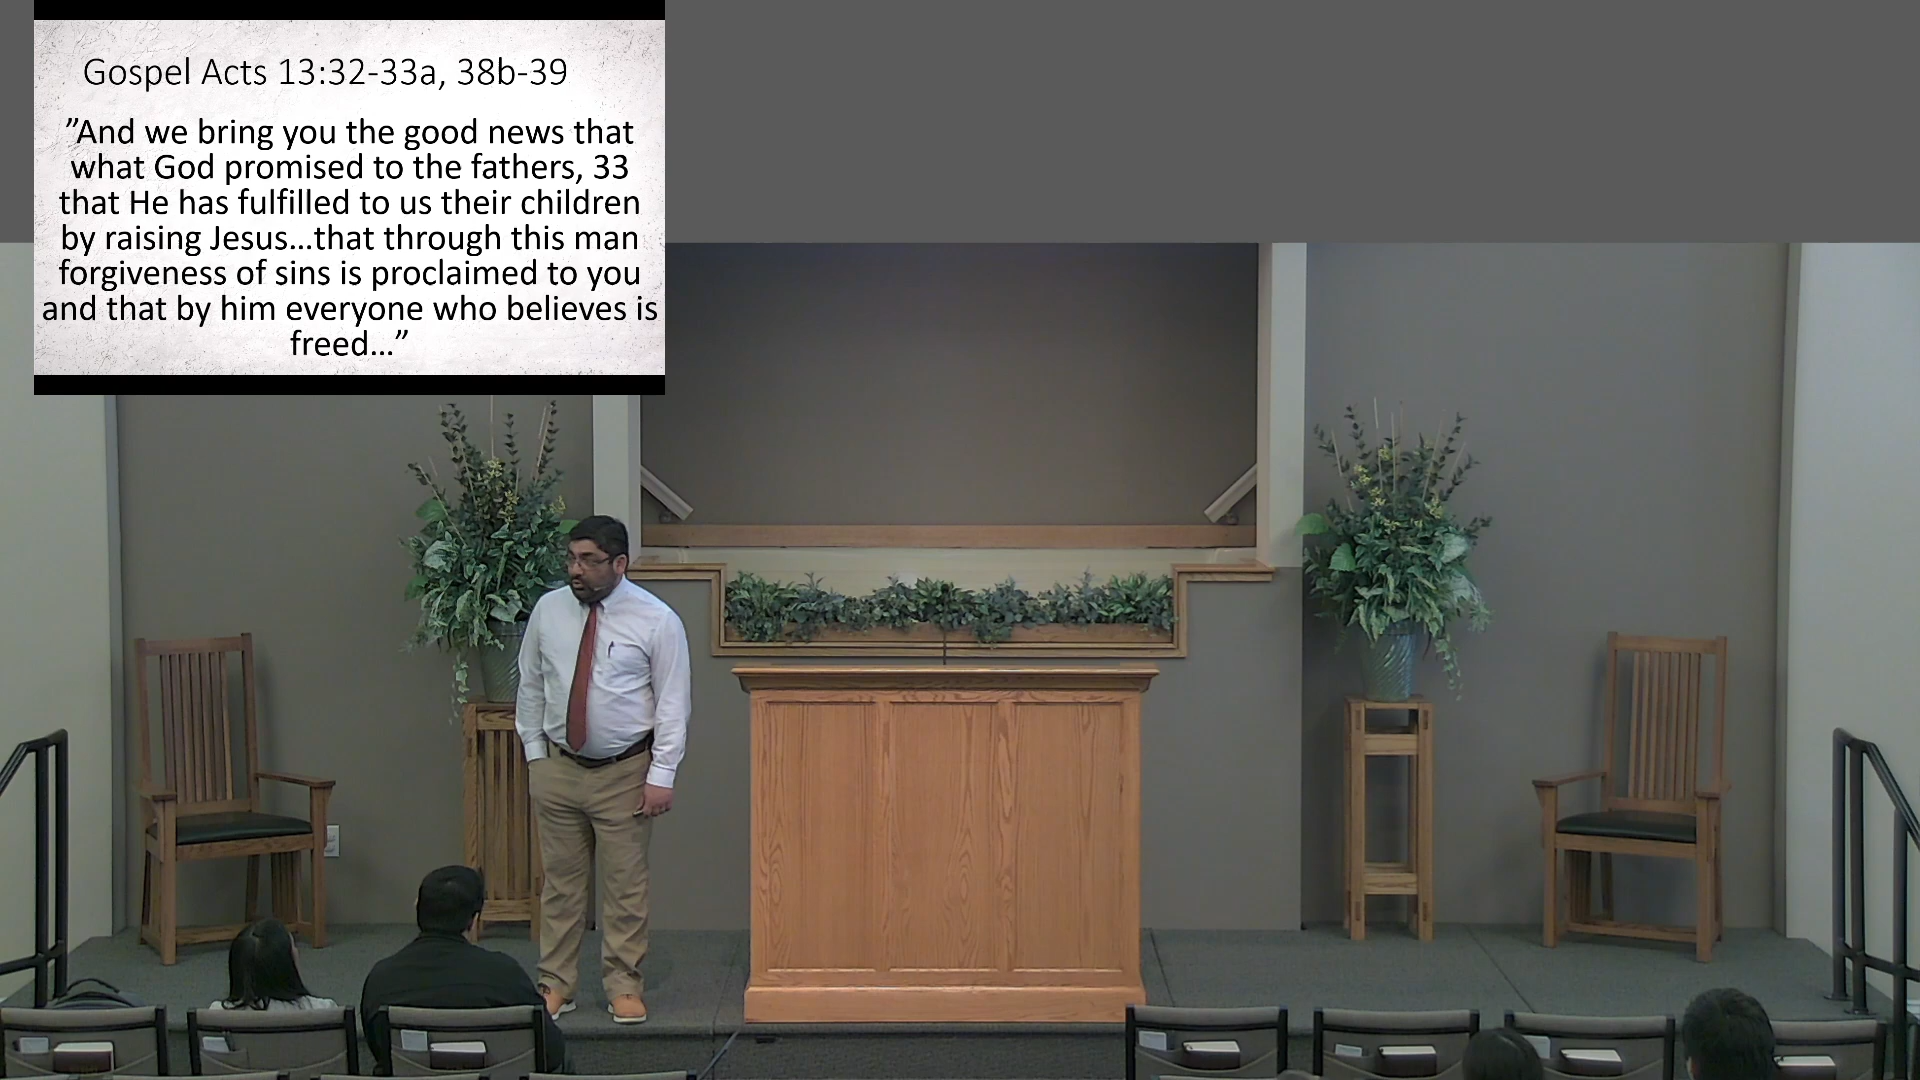 Gospel Acts 13:32-33a, 38b-39
”And we bring you the good news that
what God promised to the fathers, 33
that He has fulfilled to us their children
by raising Jesus…that through this man
forgiveness of sins is proclaimed to you
and that by him everyone who believes is
freed…”